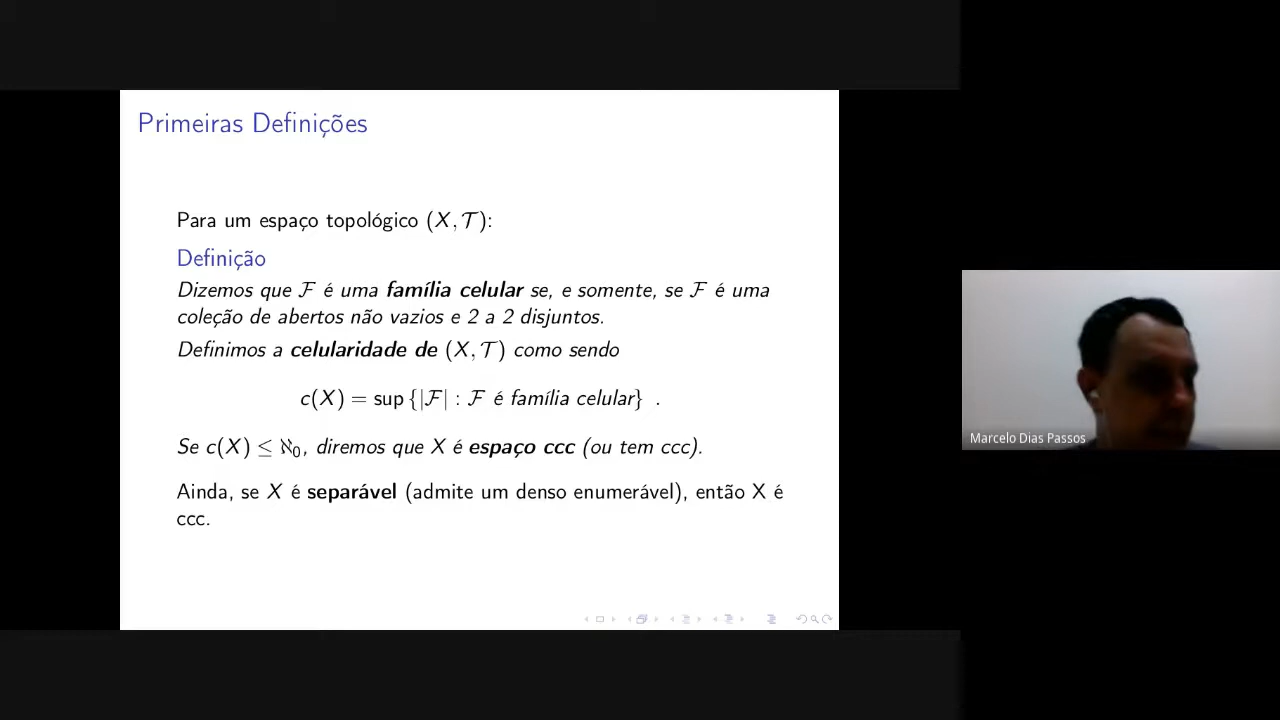 Primeiras Definições
Para um espaço topológico (X, 𝒯):
Definição
Dizemos que ℱ é uma família celular se, e somente, se ℱ é uma
coleção de abertos não vazios e 2 a 2 disjuntos.
Definimos a celularidade de (X, 𝒯) como sendo
c(X) = sup {|ℱ| : ℱ é família celular} .
Se c(X) ≤ ℵ₀, diremos que X é espaço ccc (ou tem ccc).
Ainda, se X é separável (admite um denso enumerável), então X é
ccc.
Marcelo Dias Passos